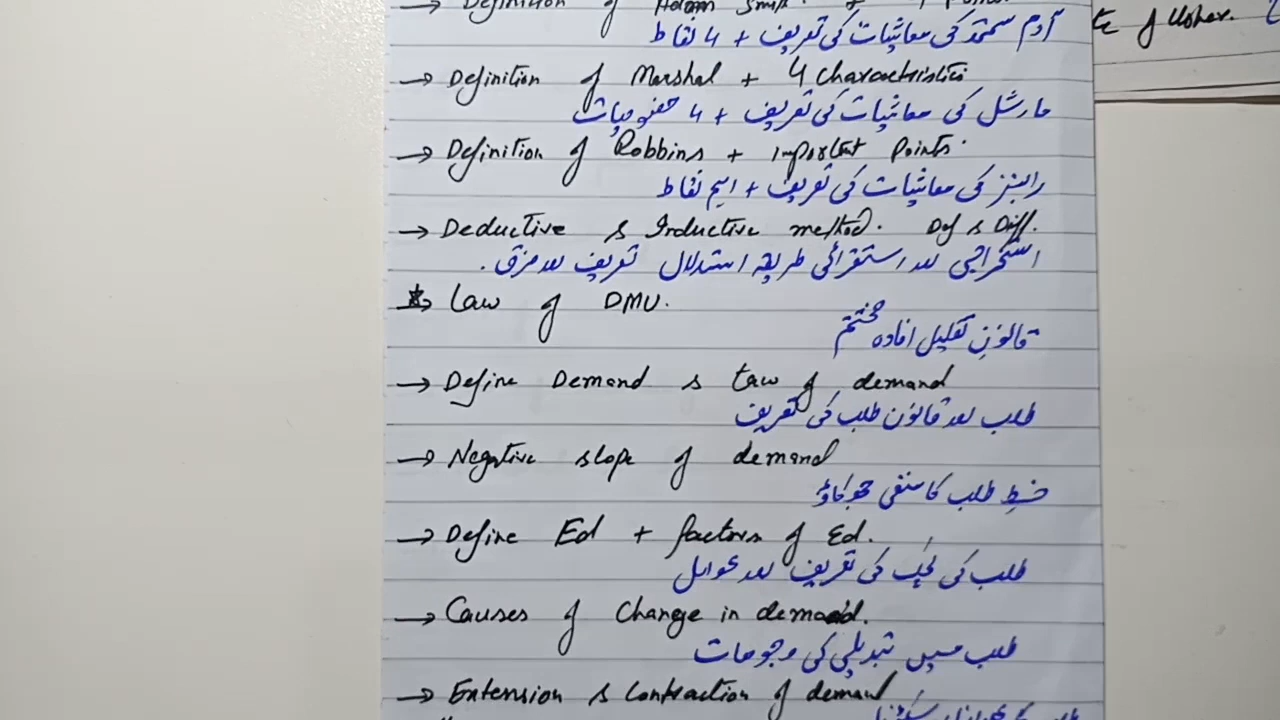 → Definition of Adam Smith + 4 points
te of Usher.
آدم سمتھ کی معاشیات کی تعریف + 4 نقاط
→ Definition of Marshal + 4 characteristics
مارشل کی معاشیات کی تعریف + 4 خصوصیات
→ Definition of Robbins + important points.
رابنز کی معاشیات کی تعریف + اہم نقاط
→ Deductive & Inductive method. Def & Diff.
استخراجی اور استقرائی طریقہ استدلال تعریف اور فرق.
→ Law of DMU.
قانونِ تقلیل افادہ مختتم
→ Define Demand & Law of demand
طلب اور قانون طلب کی تعریف
→ Negative slope of demand
خطِ طلب کا منفی جھکاؤ
→ Define Ed + factors of Ed.
طلب کی لچک کی تعریف اور عوامل
→ Causes of Change in demand.
طلب میں تبدیلی کی وجوہات
→ Extension & Contraction of demand